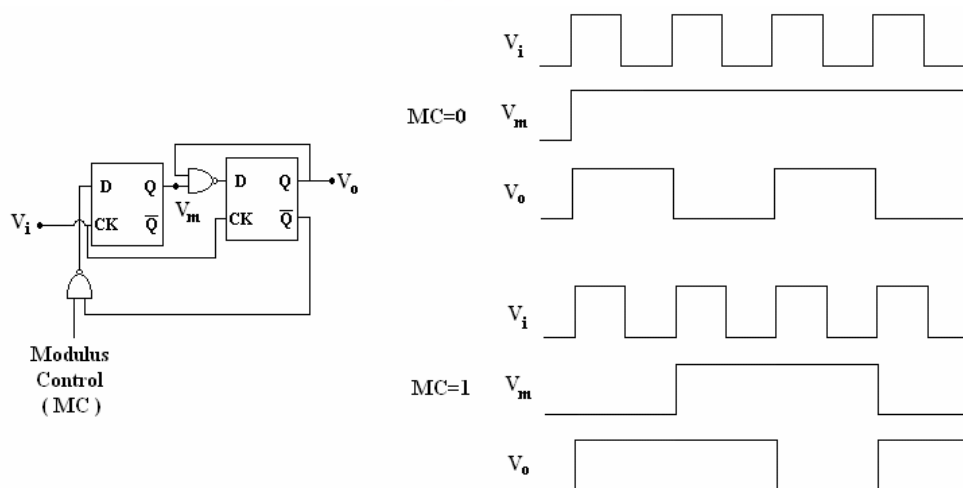 V_i
MC=0
V_m
V_o
D
Q
CK
Q̅
V_m
D
Q
CK
Q̅
V_o
V_i
Modulus
Control
( MC )
V_i
MC=1
V_m
V_o